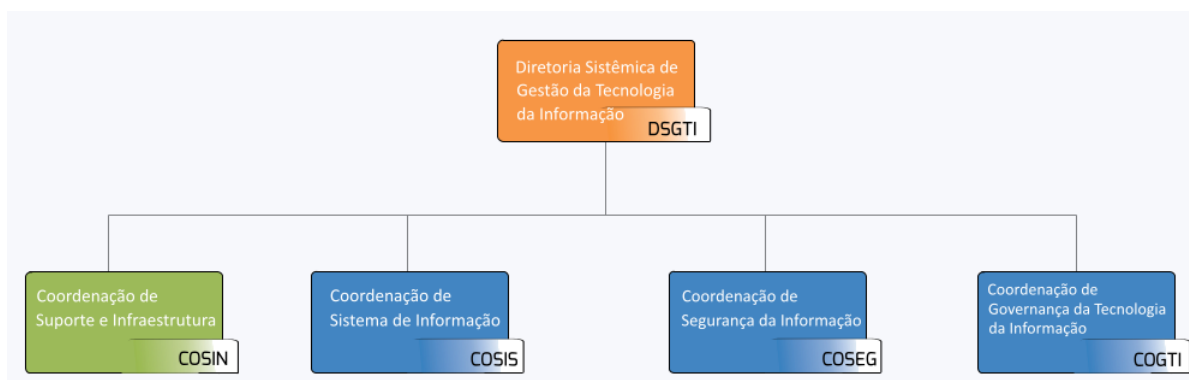 Diretoria Sistêmica de
Gestão da Tecnologia
da Informação
DSGTI
Coordenação de
Suporte e Infraestrutura
COSIN
Coordenação de
Sistema de Informação
COSIS
Coordenação de
Segurança da Informação
COSEG
Coordenação de
Governança da Tecnologia
da Informação
COGTI